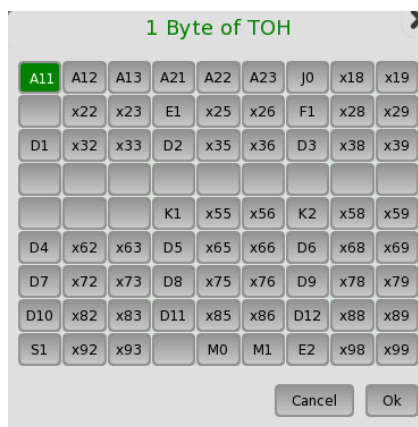 1 Byte of TOH
A11 A12 A13 A21 A22 A23 J0 x18 x19
x22 x23 E1 x25 x26 F1 x28 x29
D1 x32 x33 D2 x35 x36 D3 x38 x39
K1 x55 x56 K2 x58 x59
D4 x62 x63 D5 x65 x66 D6 x68 x69
D7 x72 x73 D8 x75 x76 D9 x78 x79
D10 x82 x83 D11 x85 x86 D12 x88 x89
S1 x92 x93 M0 M1 E2 x98 x99
Cancel Ok